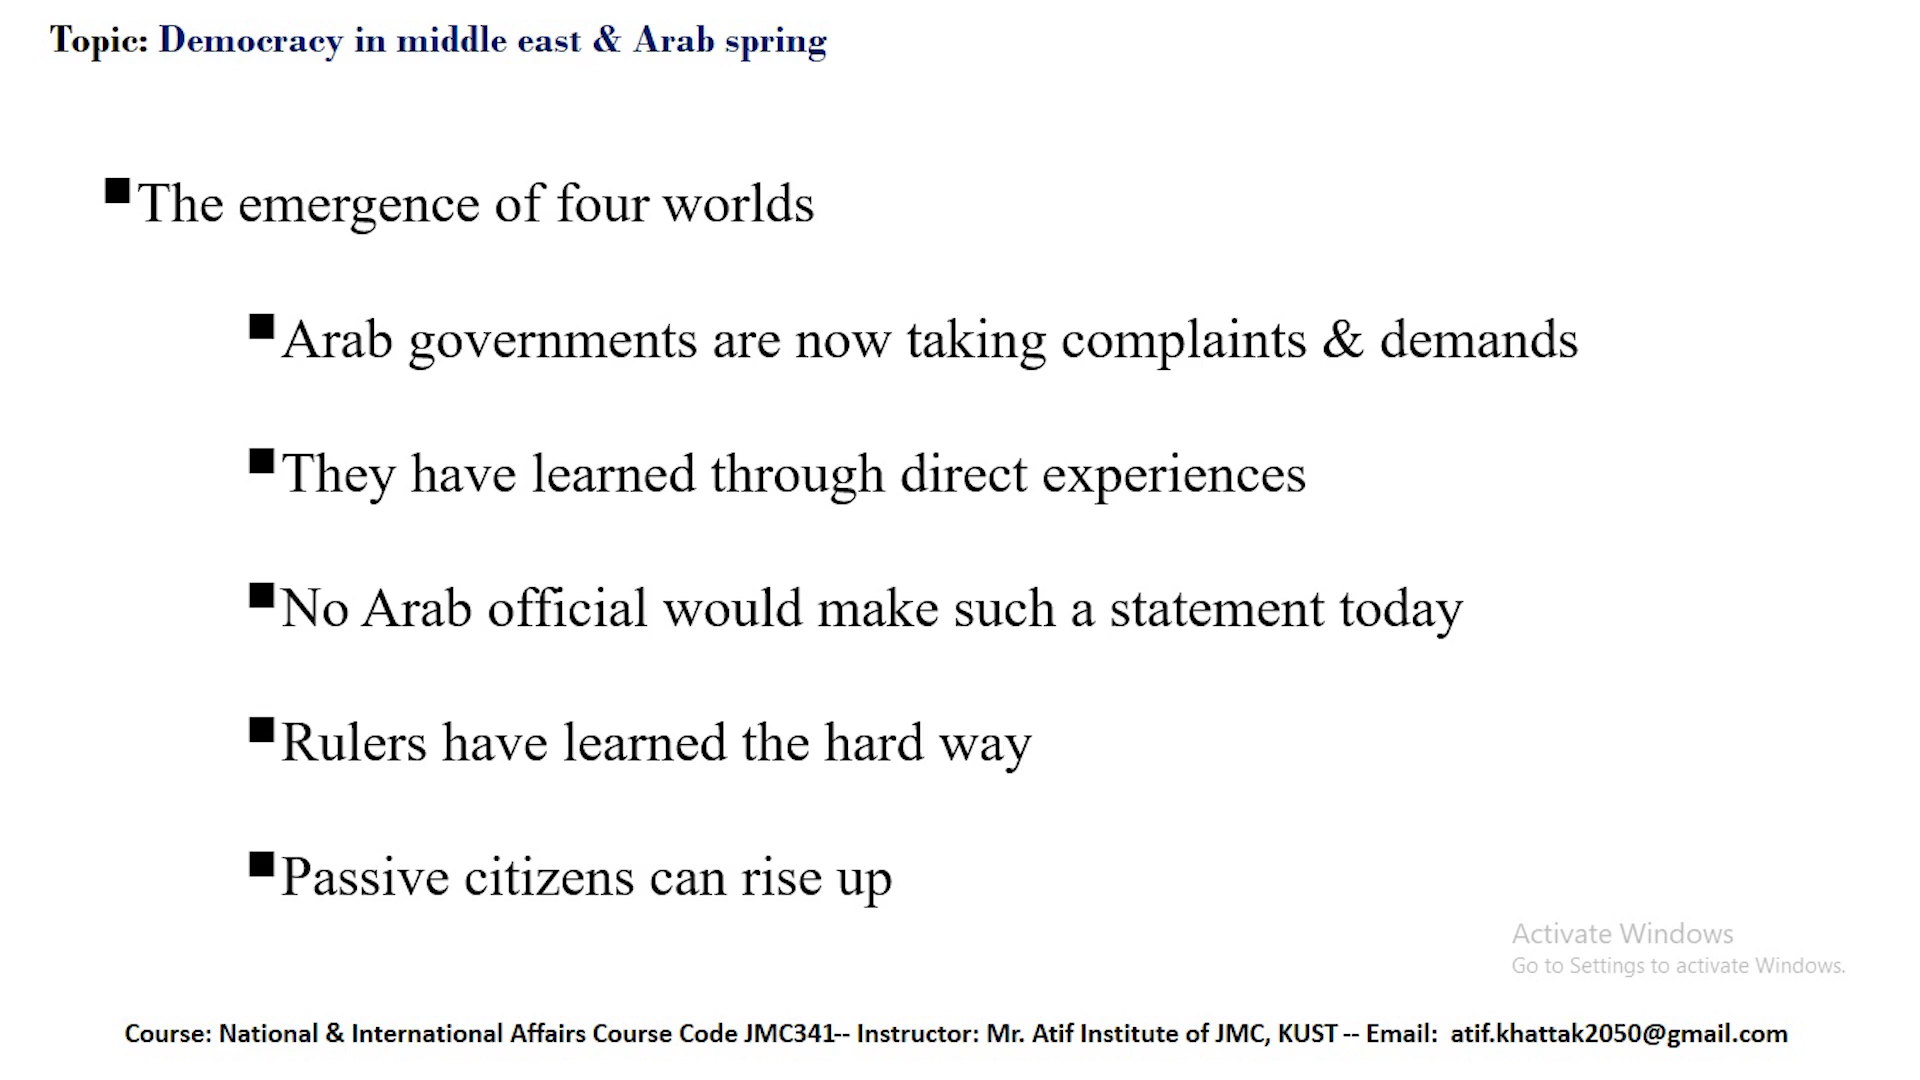 Topic: Democracy in middle east & Arab spring
▪The emergence of four worlds
▪Arab governments are now taking complaints & demands
▪They have learned through direct experiences
▪No Arab official would make such a statement today
▪Rulers have learned the hard way
▪Passive citizens can rise up
Activate Windows
Go to Settings to activate Windows.
Course: National & International Affairs Course Code JMC341-- Instructor: Mr. Atif Institute of JMC, KUST -- Email: atif.khattak2050@gmail.com